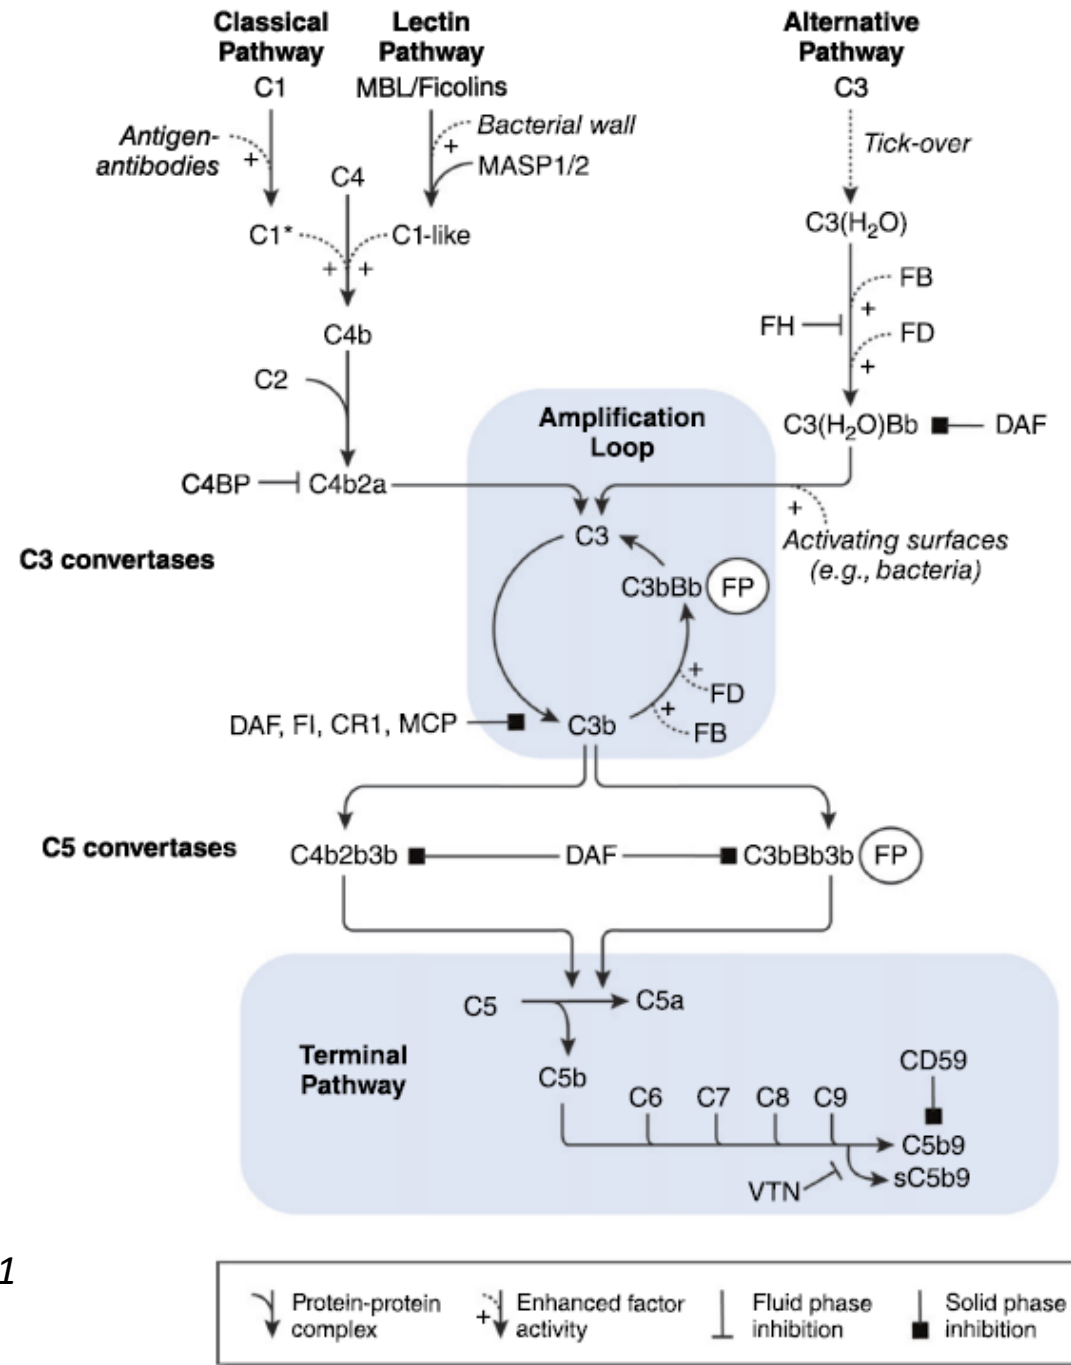 Classical Pathway
Lectin Pathway
Alternative Pathway
C1
MBL/Ficolins
C3
Antigen-antibodies
+
Bacterial wall
+
MASP1/2
Tick-over
C4
C1*
C1-like
+ +
C3(H₂O)
FB
+
FH
FD
+
C4b
C2
Amplification Loop
C3(H₂O)Bb
DAF
C4BP
C4b2a
+
Activating surfaces
(e.g., bacteria)
C3 convertases
C3
C3bBb
FP
+
FD
+
FB
DAF, FI, CR1, MCP
C3b
C5 convertases
C4b2b3b
DAF
C3bBb3b
FP
C5
C5a
Terminal Pathway
C5b
C6
C7
C8
C9
CD59
C5b9
sC5b9
VTN
1
Protein-protein complex
+
Enhanced factor activity
Fluid phase inhibition
Solid phase inhibition